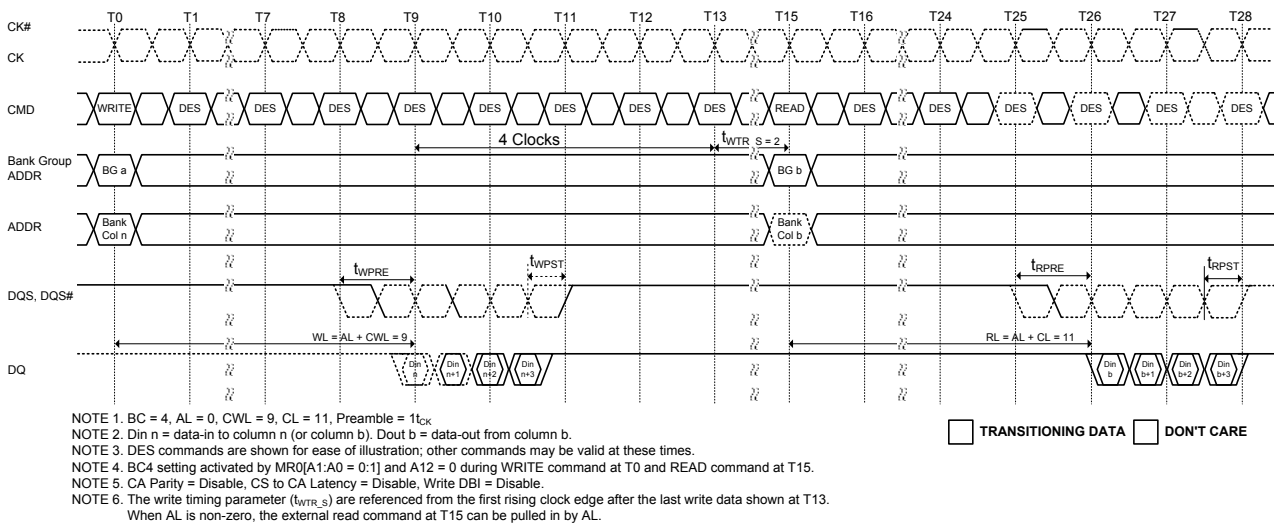 CK#
CK
T0 T1 T7 T8 T9 T10 T11 T12 T13 T15 T16 T24 T25 T26 T27 T28
CMD
WRITE DES DES DES DES DES DES DES DES READ DES DES DES DES DES DES
4 Clocks
tWTR_S = 2
Bank Group
ADDR
BG a
BG b
ADDR
Bank
Col n
Bank
Col b
tWPRE
tWPST
tRPRE
tRPST
DQS, DQS#
WL = AL + CWL = 9
RL = AL + CL = 11
DQ
Din n
Din n+1
Din n+2
Din n+3
Din b
Din b+1
Din b+2
Din b+3
NOTE 1. BC = 4, AL = 0, CWL = 9, CL = 11, Preamble = 1tCK
NOTE 2. Din n = data-in to column n (or column b). Dout b = data-out from column b.
NOTE 3. DES commands are shown for ease of illustration; other commands may be valid at these times.
NOTE 4. BC4 setting activated by MR0[A1:A0 = 0:1] and A12 = 0 during WRITE command at T0 and READ command at T15.
NOTE 5. CA Parity = Disable, CS to CA Latency = Disable, Write DBI = Disable.
NOTE 6. The write timing parameter (tWTR_S) are referenced from the first rising clock edge after the last write data shown at T13.
When AL is non-zero, the external read command at T15 can be pulled in by AL.
TRANSITIONING DATA
DON'T CARE